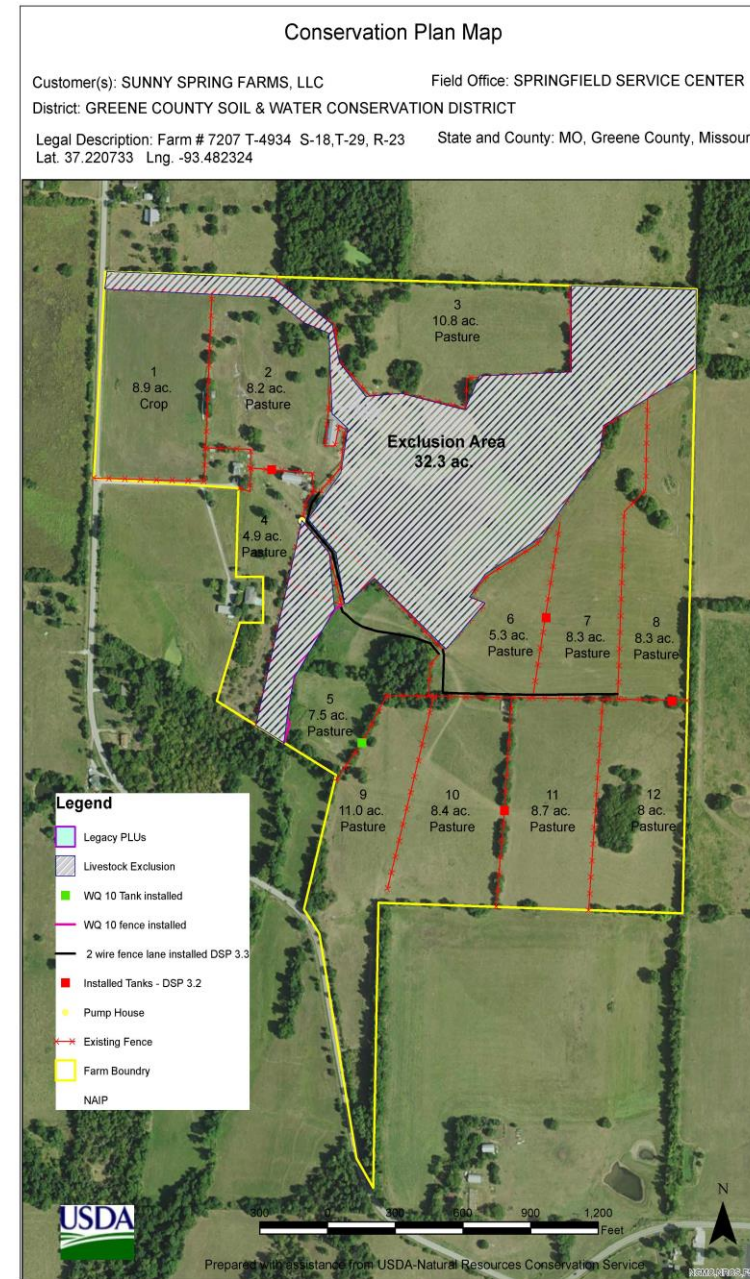 Conservation Plan Map
Customer(s): SUNNY SPRING FARMS, LLC Field Office: SPRINGFIELD SERVICE CENTER
District: GREENE COUNTY SOIL & WATER CONSERVATION DISTRICT
Legal Description: Farm # 7207 T-4934 S-18,T-29, R-23 State and County: MO, Greene County, Missour
Lat. 37.220733 Lng. -93.482324
3
10.8 ac.
Pasture
1
8.9 ac.
Crop
2
8.2 ac.
Pasture
Exclusion Area
32.3 ac.
4
4.9 ac.
Pasture
6
5.3 ac.
Pasture
7
8.3 ac.
Pasture
8
8.3 ac.
Pasture
5
7.5 ac.
Pasture
9
11.0 ac.
Pasture
10
8.4 ac.
Pasture
11
8.7 ac.
Pasture
12
8 ac.
Pasture
Legend
Legacy PLUs
Livestock Exclusion
WQ 10 Tank installed
WQ 10 fence installed
2 wire fence lane installed DSP 3.3
Installed Tanks - DSP 3.2
Pump House
Existing Fence
Farm Boundry
NAIP
USDA
300 0 300 600 900 1,200
Feet
N
Prepared with assistance from USDA-Natural Resources Conservation Service